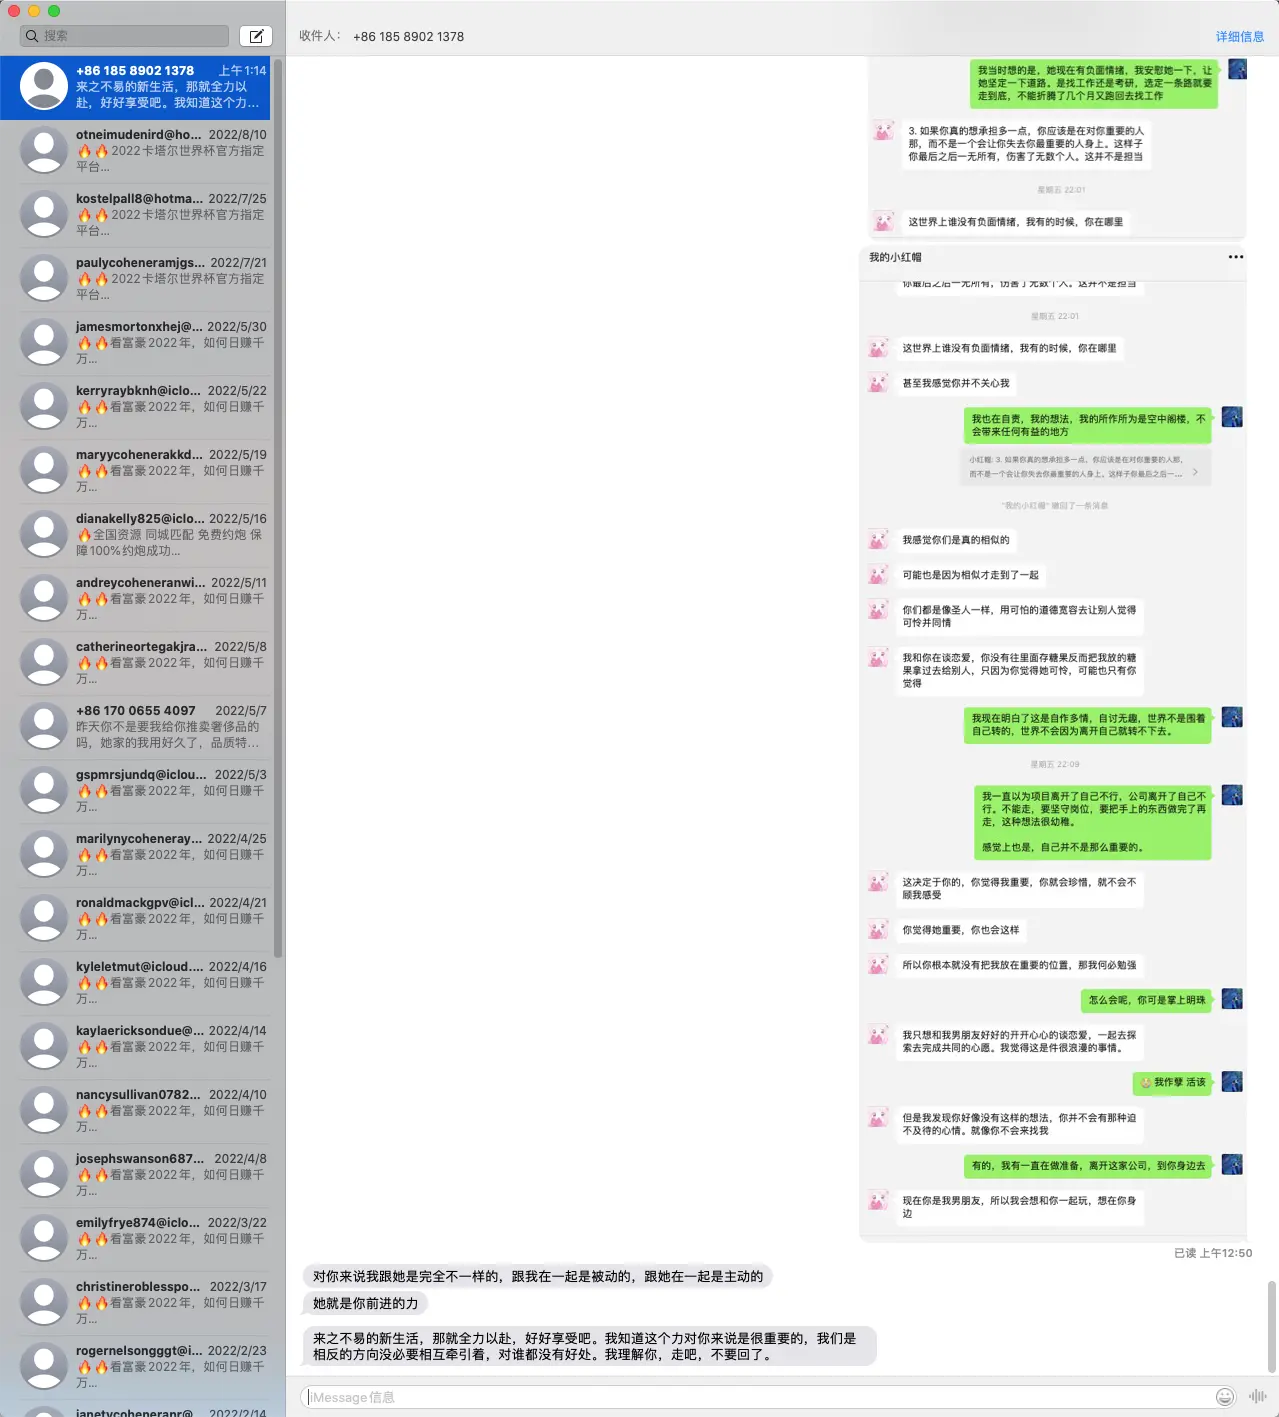 搜索
+86 185 8902 1378 上午1:14
来之不易的新生活，那就全力以
赴，好好享受吧。我知道这个力...
otneimudenird@ho... 2022/8/10
🔥🔥2022卡塔尔世界杯官方指定
平台...
kostelpall8@hotma... 2022/7/25
🔥🔥2022卡塔尔世界杯官方指定
平台...
paulycoheneramjgs... 2022/7/21
🔥🔥2022卡塔尔世界杯官方指定
平台...
jamesmortonxhej@... 2022/5/30
🔥🔥看富豪2022年，如何日赚千
万...
kerryraybknh@iclo... 2022/5/22
🔥🔥看富豪2022年，如何日赚千
万...
maryycohenerakkd... 2022/5/19
🔥🔥看富豪2022年，如何日赚千
万...
dianakelly825@iclo... 2022/5/16
🔥全国资源 同城匹配 免费约炮 保
障100%约炮成功...
andreycoheneranwi... 2022/5/11
🔥🔥看富豪2022年，如何日赚千
万...
catherineortegakjra... 2022/5/8
🔥🔥看富豪2022年，如何日赚千
万...
+86 170 0655 4097 2022/5/7
昨天你不是要我给你推卖奢侈品的
吗，她家的我用好久了，品质特...
gspmrsjundq@iclou... 2022/5/3
🔥🔥看富豪2022年，如何日赚千
万...
marilynycoheneray... 2022/4/25
🔥🔥看富豪2022年，如何日赚千
万...
ronaldmackgpv@icl... 2022/4/21
🔥🔥看富豪2022年，如何日赚千
万...
kyleletmut@icloud.... 2022/4/16
🔥🔥看富豪2022年，如何日赚千
万...
kaylaericksondue@... 2022/4/14
🔥🔥看富豪2022年，如何日赚千
万...
nancysullivan0782... 2022/4/10
🔥🔥看富豪2022年，如何日赚千
万...
josephswanson687... 2022/4/8
🔥🔥看富豪2022年，如何日赚千
万...
emilyfrye874@iclo... 2022/3/22
🔥🔥看富豪2022年，如何日赚千
万...
christineroblesspo... 2022/3/17
🔥🔥看富豪2022年，如何日赚千
万...
rogernelsongggt@i... 2022/2/23
🔥🔥看富豪2022年，如何日赚千
万...
janetycoheneranr@... 2022/2/14
收件人： +86 185 8902 1378 详细信息
我当时想的是，她现在有负面情绪，我安慰她一下，让
她坚定一下道路。是找工作还是考研，选定一条路就要
走到底，不能折腾了几个月又跑回去找工作
3. 如果你真的想承担多一点，你应该是在对你重要的人
那，而不是一个会让你失去你最重要的人身上。这样子
你最后之后一无所有，伤害了无数个人。这并不是担当
星期五 22:01
这世界上谁没有负面情绪，我有的时候，你在哪里
我的小红帽
你最后之后一无所有，伤害了无数个人。这并不是担当
星期五 22:01
这世界上谁没有负面情绪，我有的时候，你在哪里
甚至我感觉你并不关心我
我也在自责，我的想法，我的所作所为是空中阁楼，不
会带来任何有益的地方
小红帽: 3. 如果你真的想承担多一点，你应该是在对你重要的人那，
而不是一个会让你失去你最重要的人身上。这样子你最后之后一...
"我的小红帽" 撤回了一条消息
我感觉你们是真的相似的
可能也是因为相似才走到了一起
你们都是像圣人一样，用可怕的道德宽容去让别人觉得
可怜并同情
我和你在谈恋爱，你没有往里面存糖果反而把我放的糖
果拿过去给别人，只因为你觉得她可怜，可能也只有你
觉得
我现在明白了这是自作多情，自讨无趣，世界不是围着
自己转的，世界不会因为离开自己就转不下去。
星期五 22:09
我一直以为项目离开了自己不行，公司离开了自己不
行。不能走，要坚守岗位，要把手上的东西做完了再
走，这种想法很幼稚。
感觉上也是，自己并不是那么重要的。
这决定于你的，你觉得我重要，你就会珍惜，就不会不
顾我感受
你觉得她重要，你也会这样
所以你根本就没有把我放在重要的位置，那我何必勉强
怎么会呢，你可是掌上明珠
我只想和我男朋友好好的开开心心的谈恋爱，一起去探
索去完成共同的心愿。我觉得这是件很浪漫的事情。
我作孽 活该
但是我发现你好像没有这样的想法，你并不会有那种迫
不及待的心情。就像你不会来找我
有的，我有一直在做准备，离开这家公司，到你身边去
现在你是我男朋友，所以我会想和你一起玩，想在你身
边
已读 上午12:50
对你来说我跟她是完全不一样的，跟我在一起是被动的，跟她在一起是主动的
她就是你前进的力
来之不易的新生活，那就全力以赴，好好享受吧。我知道这个力对你来说是很重要的，我们是
相反的方向没必要相互牵引着，对谁都没有好处。我理解你，走吧，不要回了。
iMessage信息